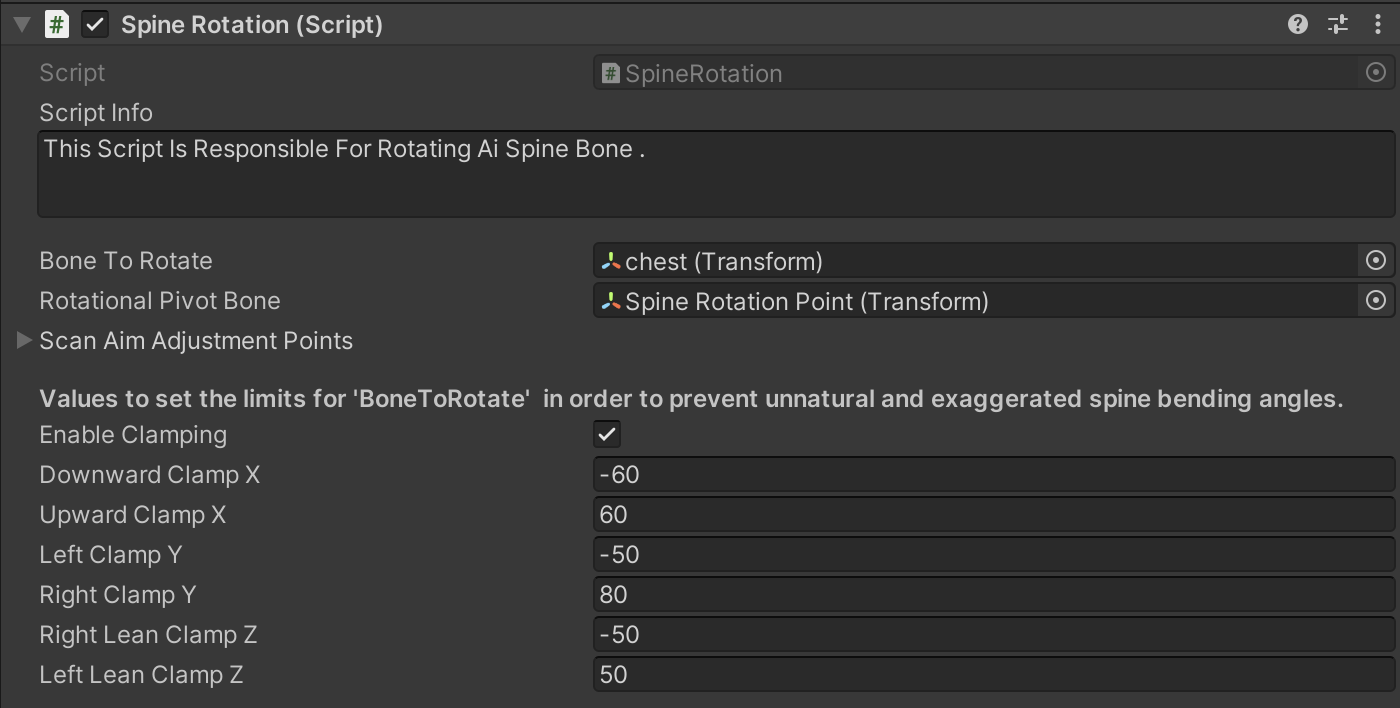 Spine Rotation (Script)
Script SpineRotation
Script Info
This Script Is Responsible For Rotating Ai Spine Bone .
Bone To Rotate chest (Transform)
Rotational Pivot Bone Spine Rotation Point (Transform)
Scan Aim Adjustment Points
Values to set the limits for 'BoneToRotate'  in order to prevent unnatural and exaggerated spine bending angles.
Enable Clamping
Downward Clamp X -60
Upward Clamp X 60
Left Clamp Y -50
Right Clamp Y 80
Right Lean Clamp Z -50
Left Lean Clamp Z 50